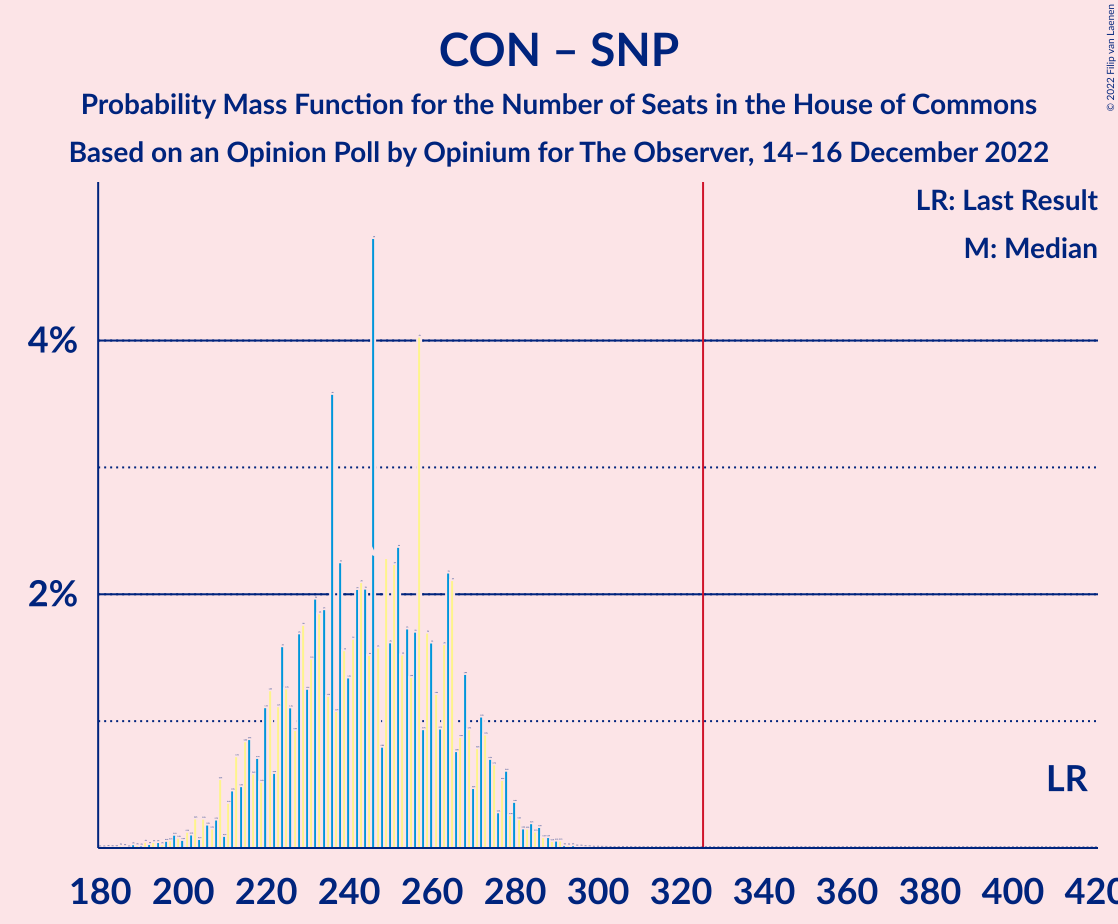 CON – SNP
Probability Mass Function for the Number of Seats in the House of Commons
Based on an Opinion Poll by Opinium for The Observer, 14–16 December 2022
© 2022 Filip van Laenen
LR: Last Result
M: Median
4%
2%
LR
180 200 220 240 260 280 300 320 340 360 380 400 420